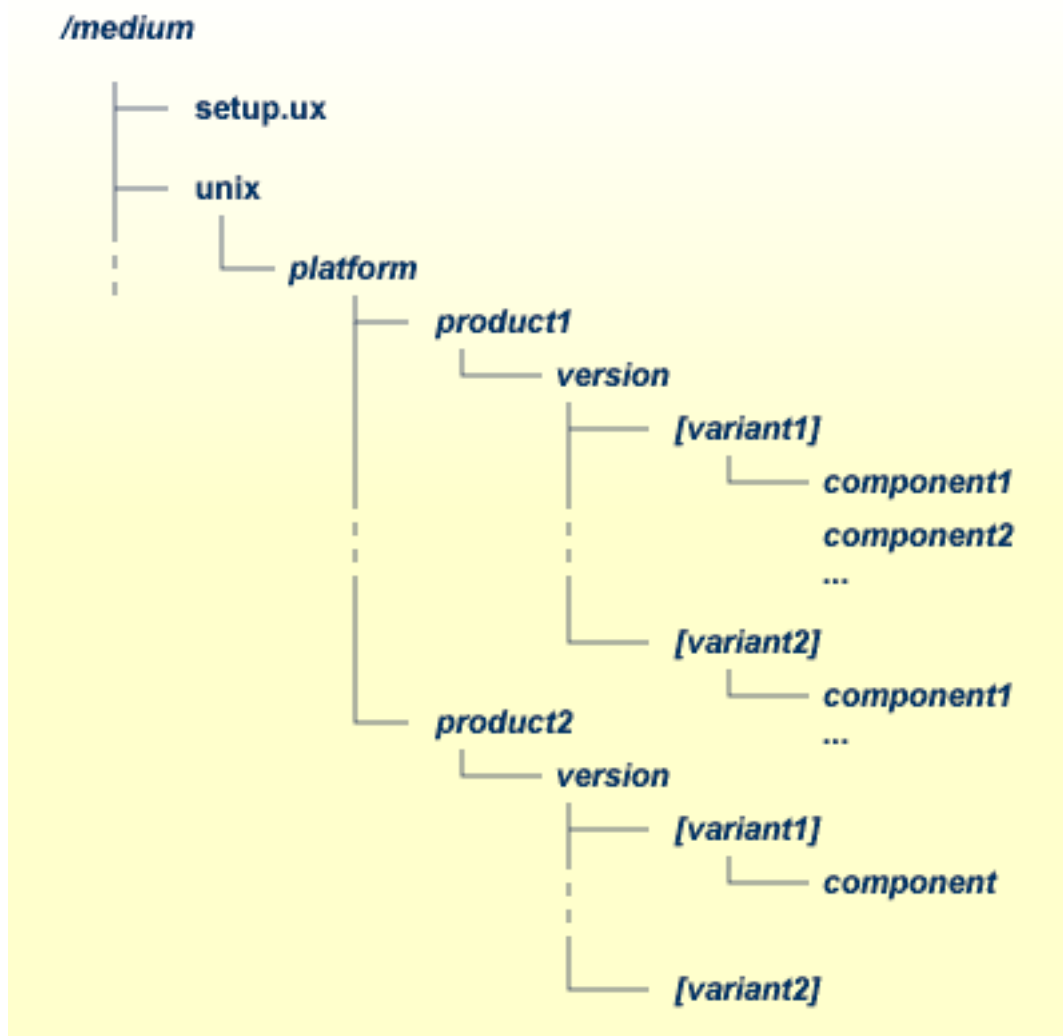 /medium
setup.ux
unix
platform
product1
version
[variant1]
component1
component2
...
[variant2]
component1
...
product2
version
[variant1]
component
[variant2]